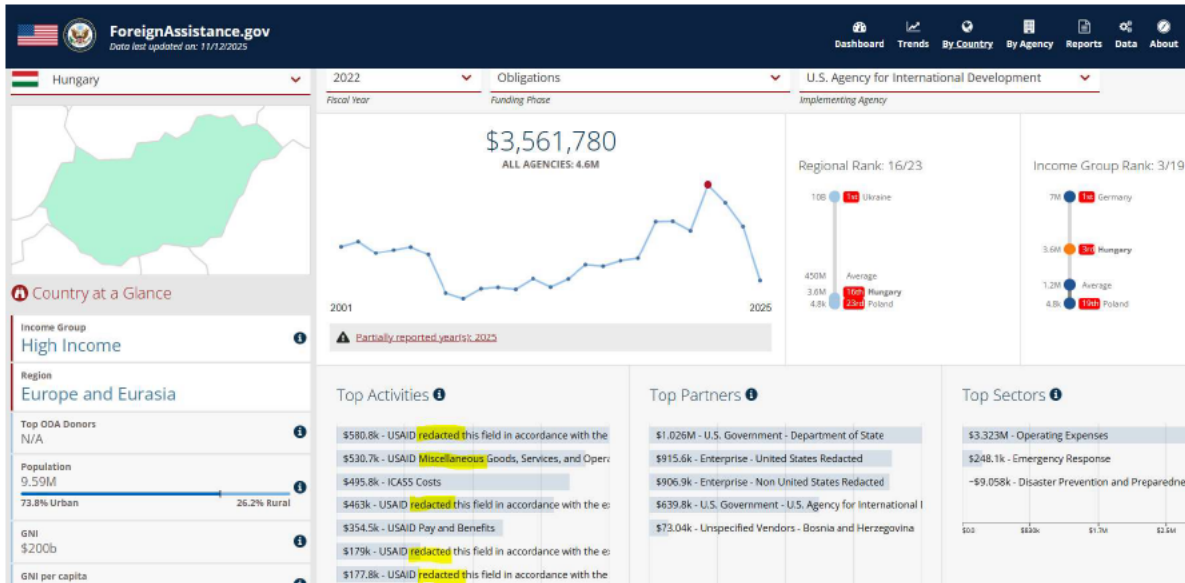 ForeignAssistance.gov
Data last updated on: 11/12/2025
Dashboard Trends By Country By Agency Reports Data About
Hungary
2022
Fiscal Year
Obligations
Funding Phase
U.S. Agency for International Development
Implementing Agency
$3,561,780
ALL AGENCIES: 4.6M
2001
2025
Partially reported year(s): 2025
Regional Rank: 16/23
10B 1st Ukraine
450M Average
3.6M 16th Hungary
4.8k 23rd Poland
Income Group Rank: 3/19
7M 1st Germany
3.6M 3rd Hungary
1.2M Average
4.8k 19th Poland
Country at a Glance
Income Group
High Income
Region
Europe and Eurasia
Top ODA Donors
N/A
Population
9.59M
73.8% Urban 26.2% Rural
GNI
$200b
GNI per capita
Top Activities
$580.8k - USAID redacted this field in accordance with the
$530.7k - USAID Miscellaneous Goods, Services, and Opera
$495.8k - ICASS Costs
$463k - USAID redacted this field in accordance with the ex
$354.5k - USAID Pay and Benefits
$179k - USAID redacted this field in accordance with the ex
$177.8k - USAID redacted this field in accordance with the
Top Partners
$1.026M - U.S. Government - Department of State
$915.6k - Enterprise - United States Redacted
$906.9k - Enterprise - Non United States Redacted
$639.8k - U.S. Government - U.S. Agency for International
$73.04k - Unspecified Vendors - Bosnia and Herzegovina
Top Sectors
$3.323M - Operating Expenses
$248.1k - Emergency Response
-$9.058k - Disaster Prevention and Preparedne
$0.0 $830k $1.7M $2.5M